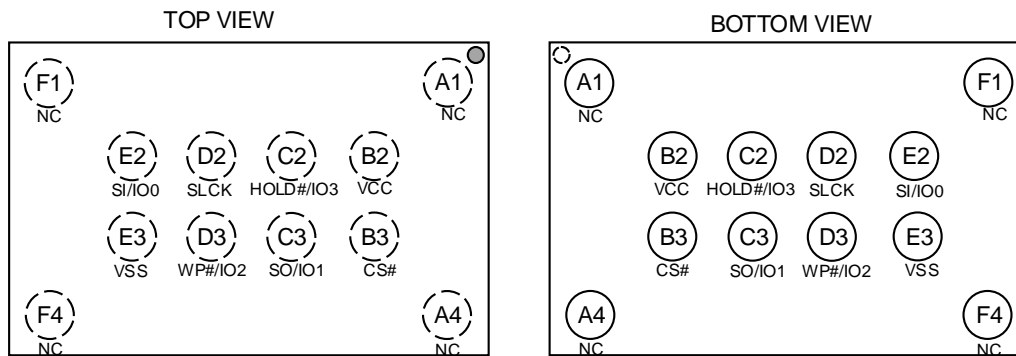 TOP VIEW
F1
A1
NC
NC
E2
D2
C2
B2
SI/IO0
SLCK
HOLD#/IO3
VCC
E3
D3
C3
B3
VSS
WP#/IO2
SO/IO1
CS#
F4
A4
NC
NC
BOTTOM VIEW
A1
F1
NC
NC
B2
C2
D2
E2
VCC
HOLD#/IO3
SLCK
SI/IO0
B3
C3
D3
E3
CS#
SO/IO1
WP#/IO2
VSS
A4
F4
NC
NC